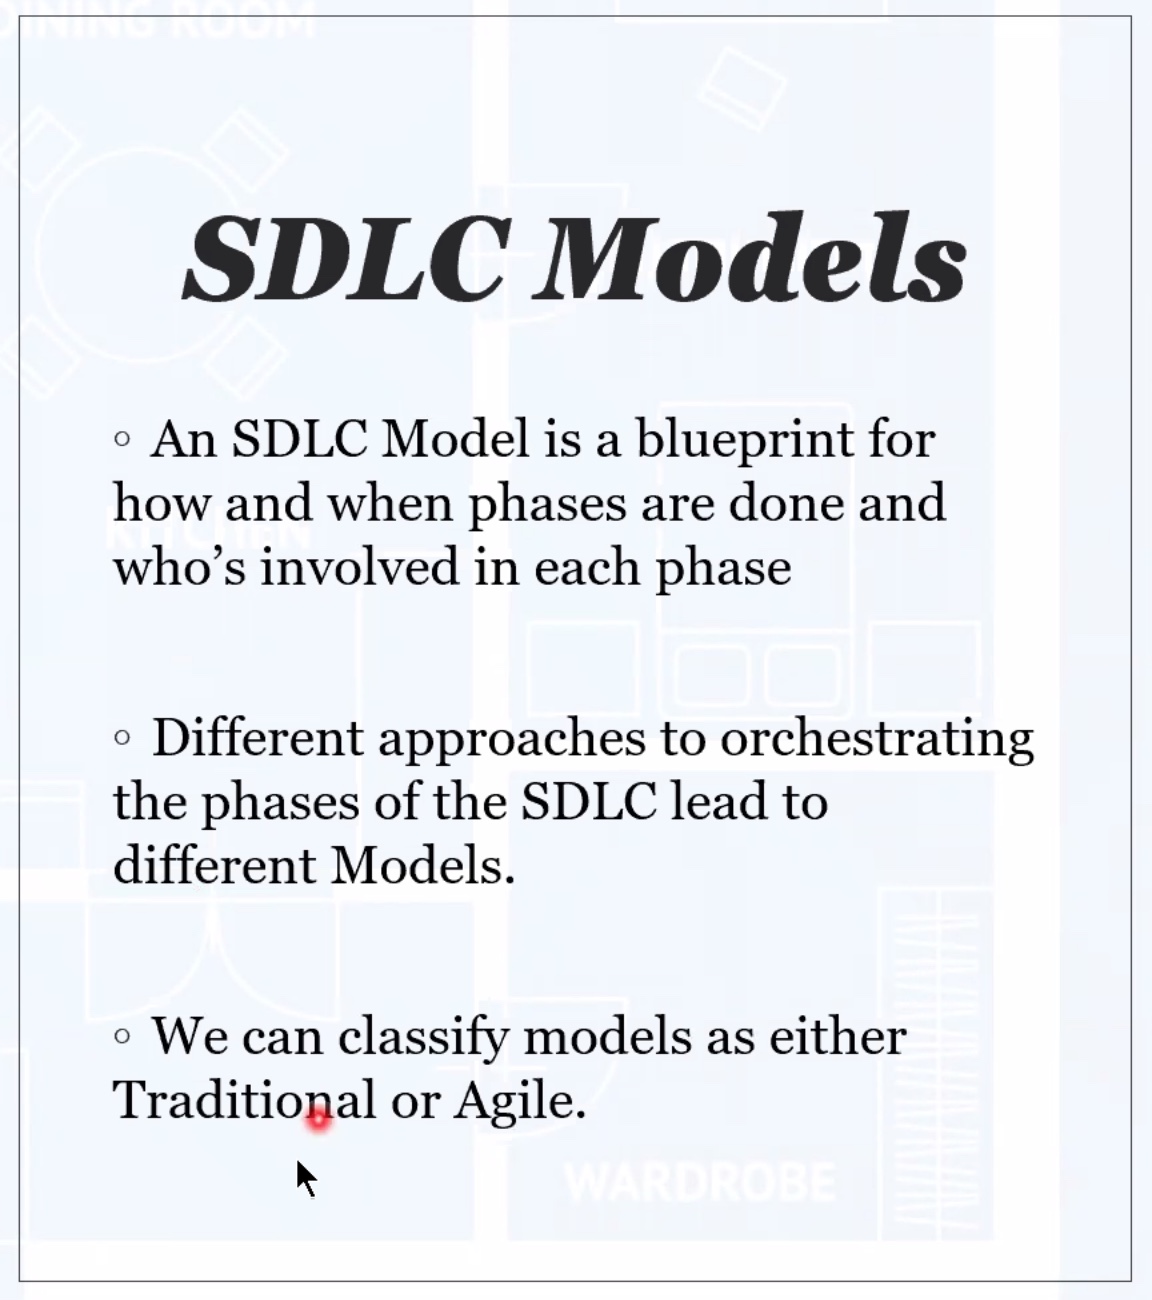 DINING ROOM
SDLC Models
◦ An SDLC Model is a blueprint for
how and when phases are done and
KITCHEN
who’s involved in each phase
◦ Different approaches to orchestrating
the phases of the SDLC lead to
different Models.
◦ We can classify models as either
Traditional or Agile.
WARDROBE